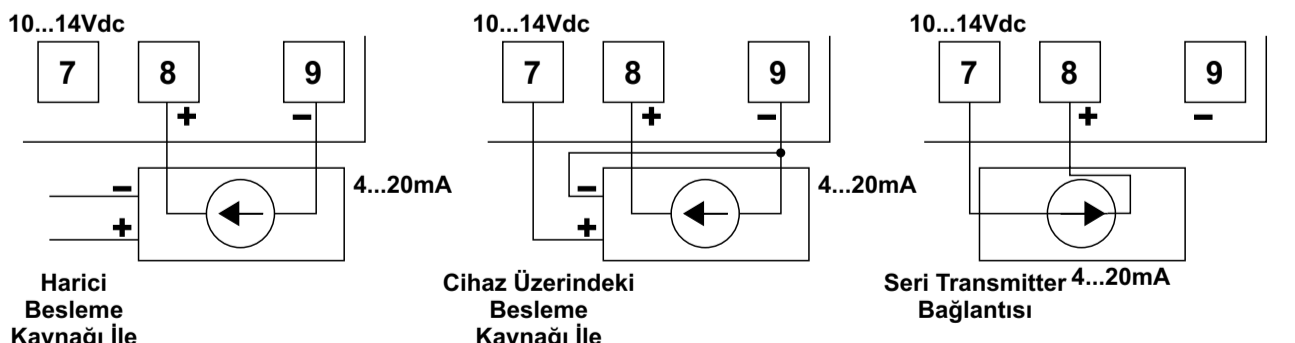 10...14Vdc
7 8 9
+ −
− 4...20mA
+
Harici
Besleme
Kaynağı İle
10...14Vdc
7 8 9
+ −
− 4...20mA
+
Cihaz Üzerindeki
Besleme
Kaynağı İle
10...14Vdc
7 8 9
+ −
Seri Transmitter 4...20mA
Bağlantısı